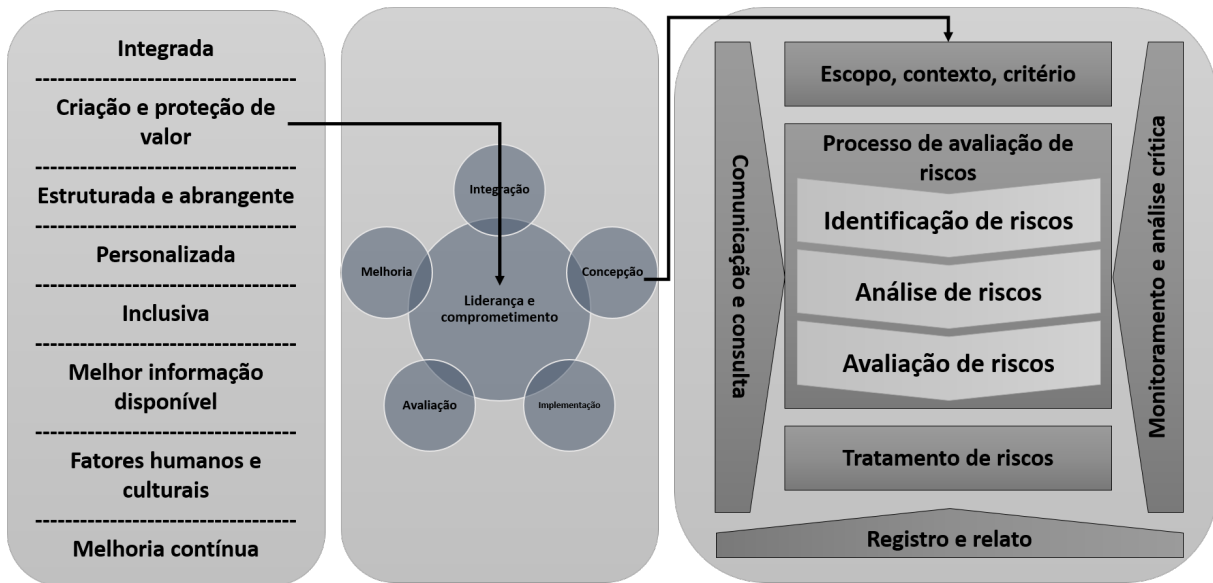 Integrada
Criação e proteção de
valor
Estruturada e abrangente
Personalizada
Inclusiva
Melhor informação
disponível
Fatores humanos e
culturais
Melhoria contínua
Integração
Melhoria
Concepção
Liderança e
comprometimento
Avaliação
Implementação
Comunicação e consulta
Escopo, contexto, critério
Processo de avaliação de
riscos
Identificação de riscos
Análise de riscos
Avaliação de riscos
Tratamento de riscos
Monitoramento e análise crítica
Registro e relato